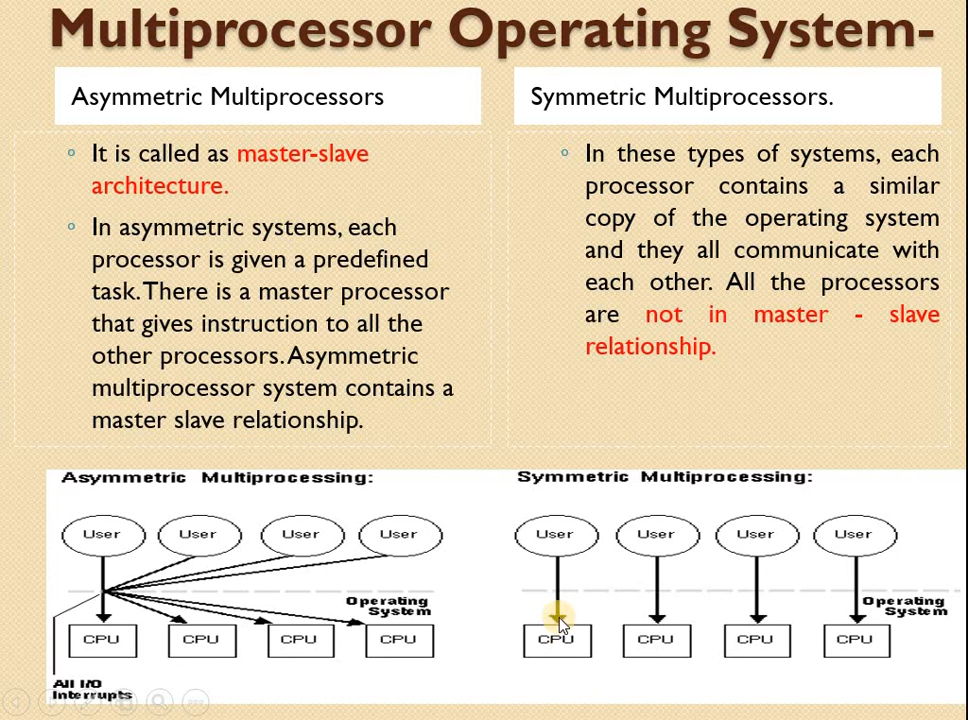 Multiprocessor Operating System-
Asymmetric Multiprocessors
It is called as master-slave
architecture.
In asymmetric systems, each
processor is given a predefined
task. There is a master processor
that gives instruction to all the
other processors. Asymmetric
multiprocessor system contains a
master slave relationship.
Symmetric Multiprocessors.
In these types of systems, each
processor contains a similar
copy of the operating system
and they all communicate with
each other. All the processors
are not in master - slave
relationship.
Asymmetric Multiprocessing:
User User User User
Operating
System
CPU CPU CPU CPU
All I/O
Interrupts
Symmetric Multiprocessing:
User User User User
Operating
System
CPU CPU CPU CPU